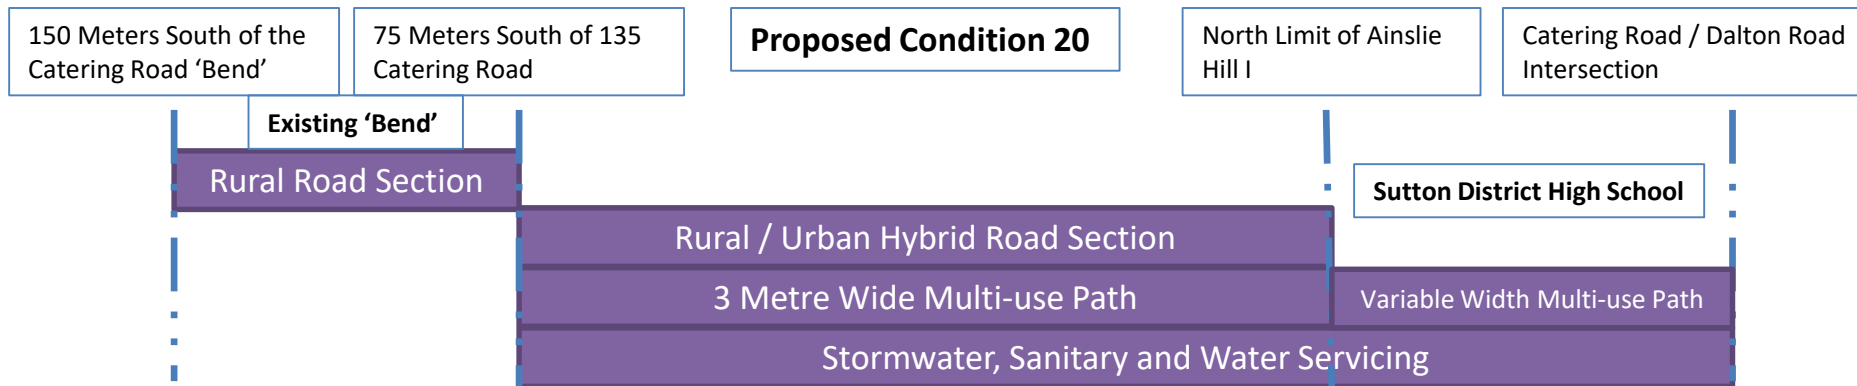 150 Meters South of the
Catering Road ‘Bend’
75 Meters South of 135
Catering Road
Proposed Condition 20
North Limit of Ainslie
Hill I
Catering Road / Dalton Road
Intersection
Existing ‘Bend’
Rural Road Section
Sutton District High School
Rural / Urban Hybrid Road Section
3 Metre Wide Multi-use Path
Variable Width Multi-use Path
Stormwater, Sanitary and Water Servicing